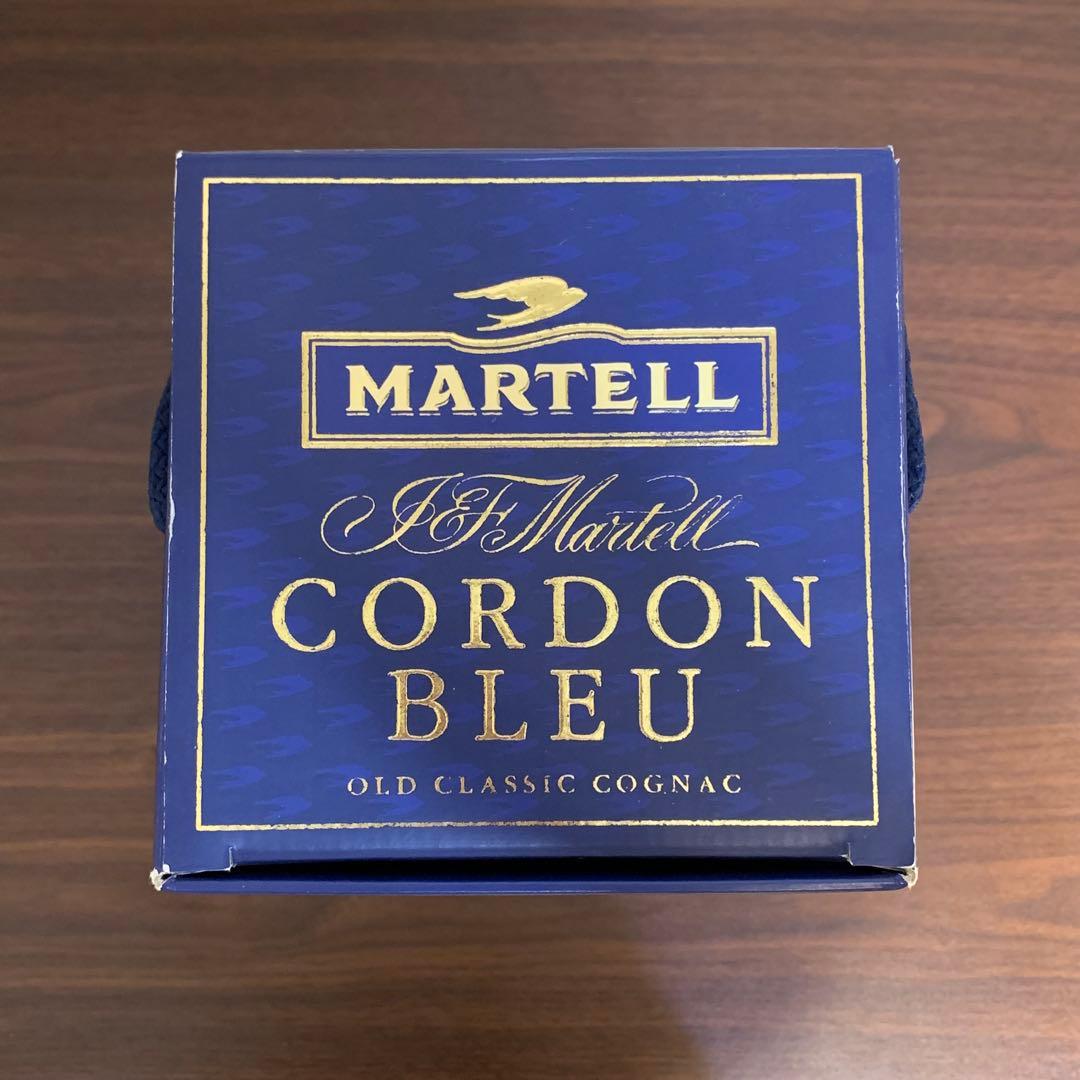 MARTELL
J&F Martell
CORDON
BLEU
OLD CLASSIC COGNAC